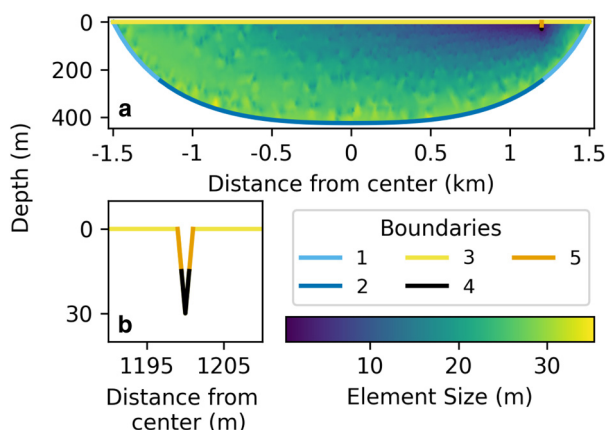 0
200
400
a
-1.5
-1
-0.5
0
0.5
1
1.5
Distance from center (km)
Depth (m)
0
30
b
1195
1205
Distance from
center (m)
Boundaries
1
3
5
2
4
10
20
30
Element Size (m)